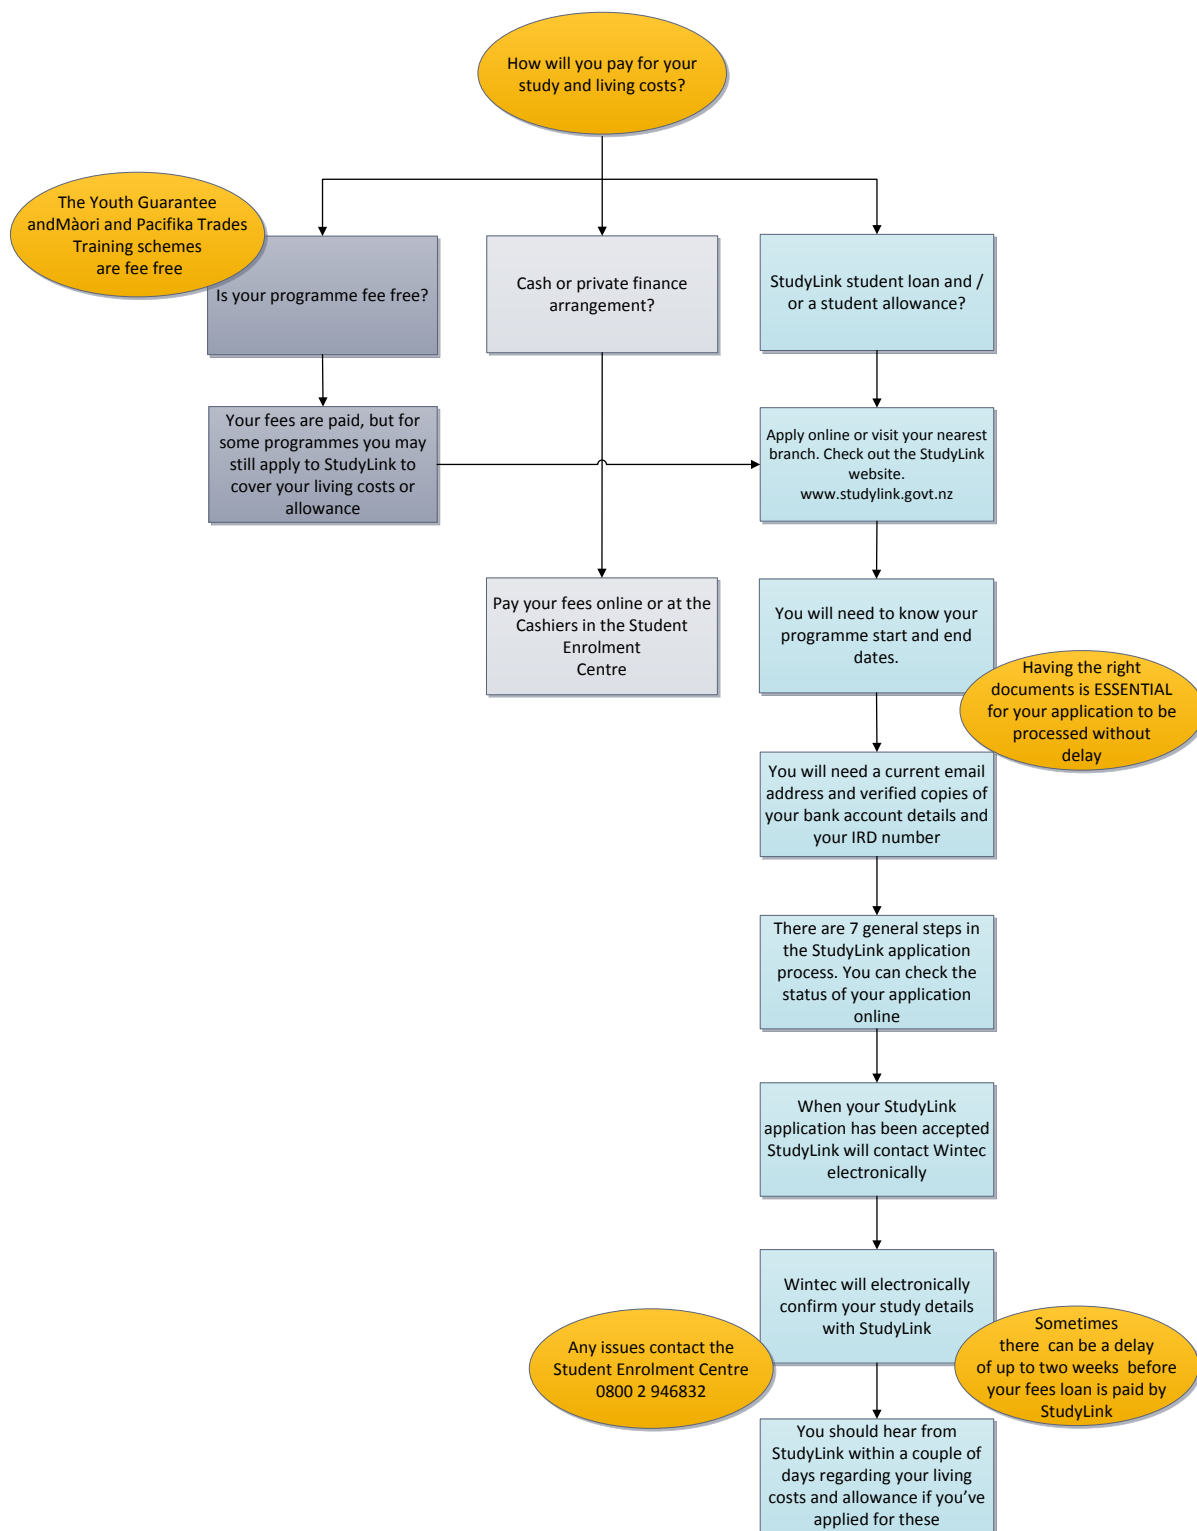 How will you pay for your
study and living costs?
The Youth Guarantee
andMàori and Pacifika Trades
Training schemes
are fee free
Is your programme fee free?
Cash or private finance
arrangement?
StudyLink student loan and /
or a student allowance?
Your fees are paid, but for
some programmes you may
still apply to StudyLink to
cover your living costs or
allowance
Apply online or visit your nearest
branch. Check out the StudyLink
website.
www.studylink.govt.nz
Pay your fees online or at the
Cashiers in the Student
Enrolment
Centre
You will need to know your
programme start and end
dates.
Having the right
documents is ESSENTIAL
for your application to be
processed without
delay
You will need a current email
address and verified copies of
your bank account details and
your IRD number
There are 7 general steps in
the StudyLink application
process. You can check the
status of your application
online
When your StudyLink
application has been accepted
StudyLink will contact Wintec
electronically
Wintec will electronically
confirm your study details
with StudyLink
Any issues contact the
Student Enrolment Centre
0800 2 946832
Sometimes
there can be a delay
of up to two weeks before
your fees loan is paid by
StudyLink
You should hear from
StudyLink within a couple of
days regarding your living
costs and allowance if you’ve
applied for these